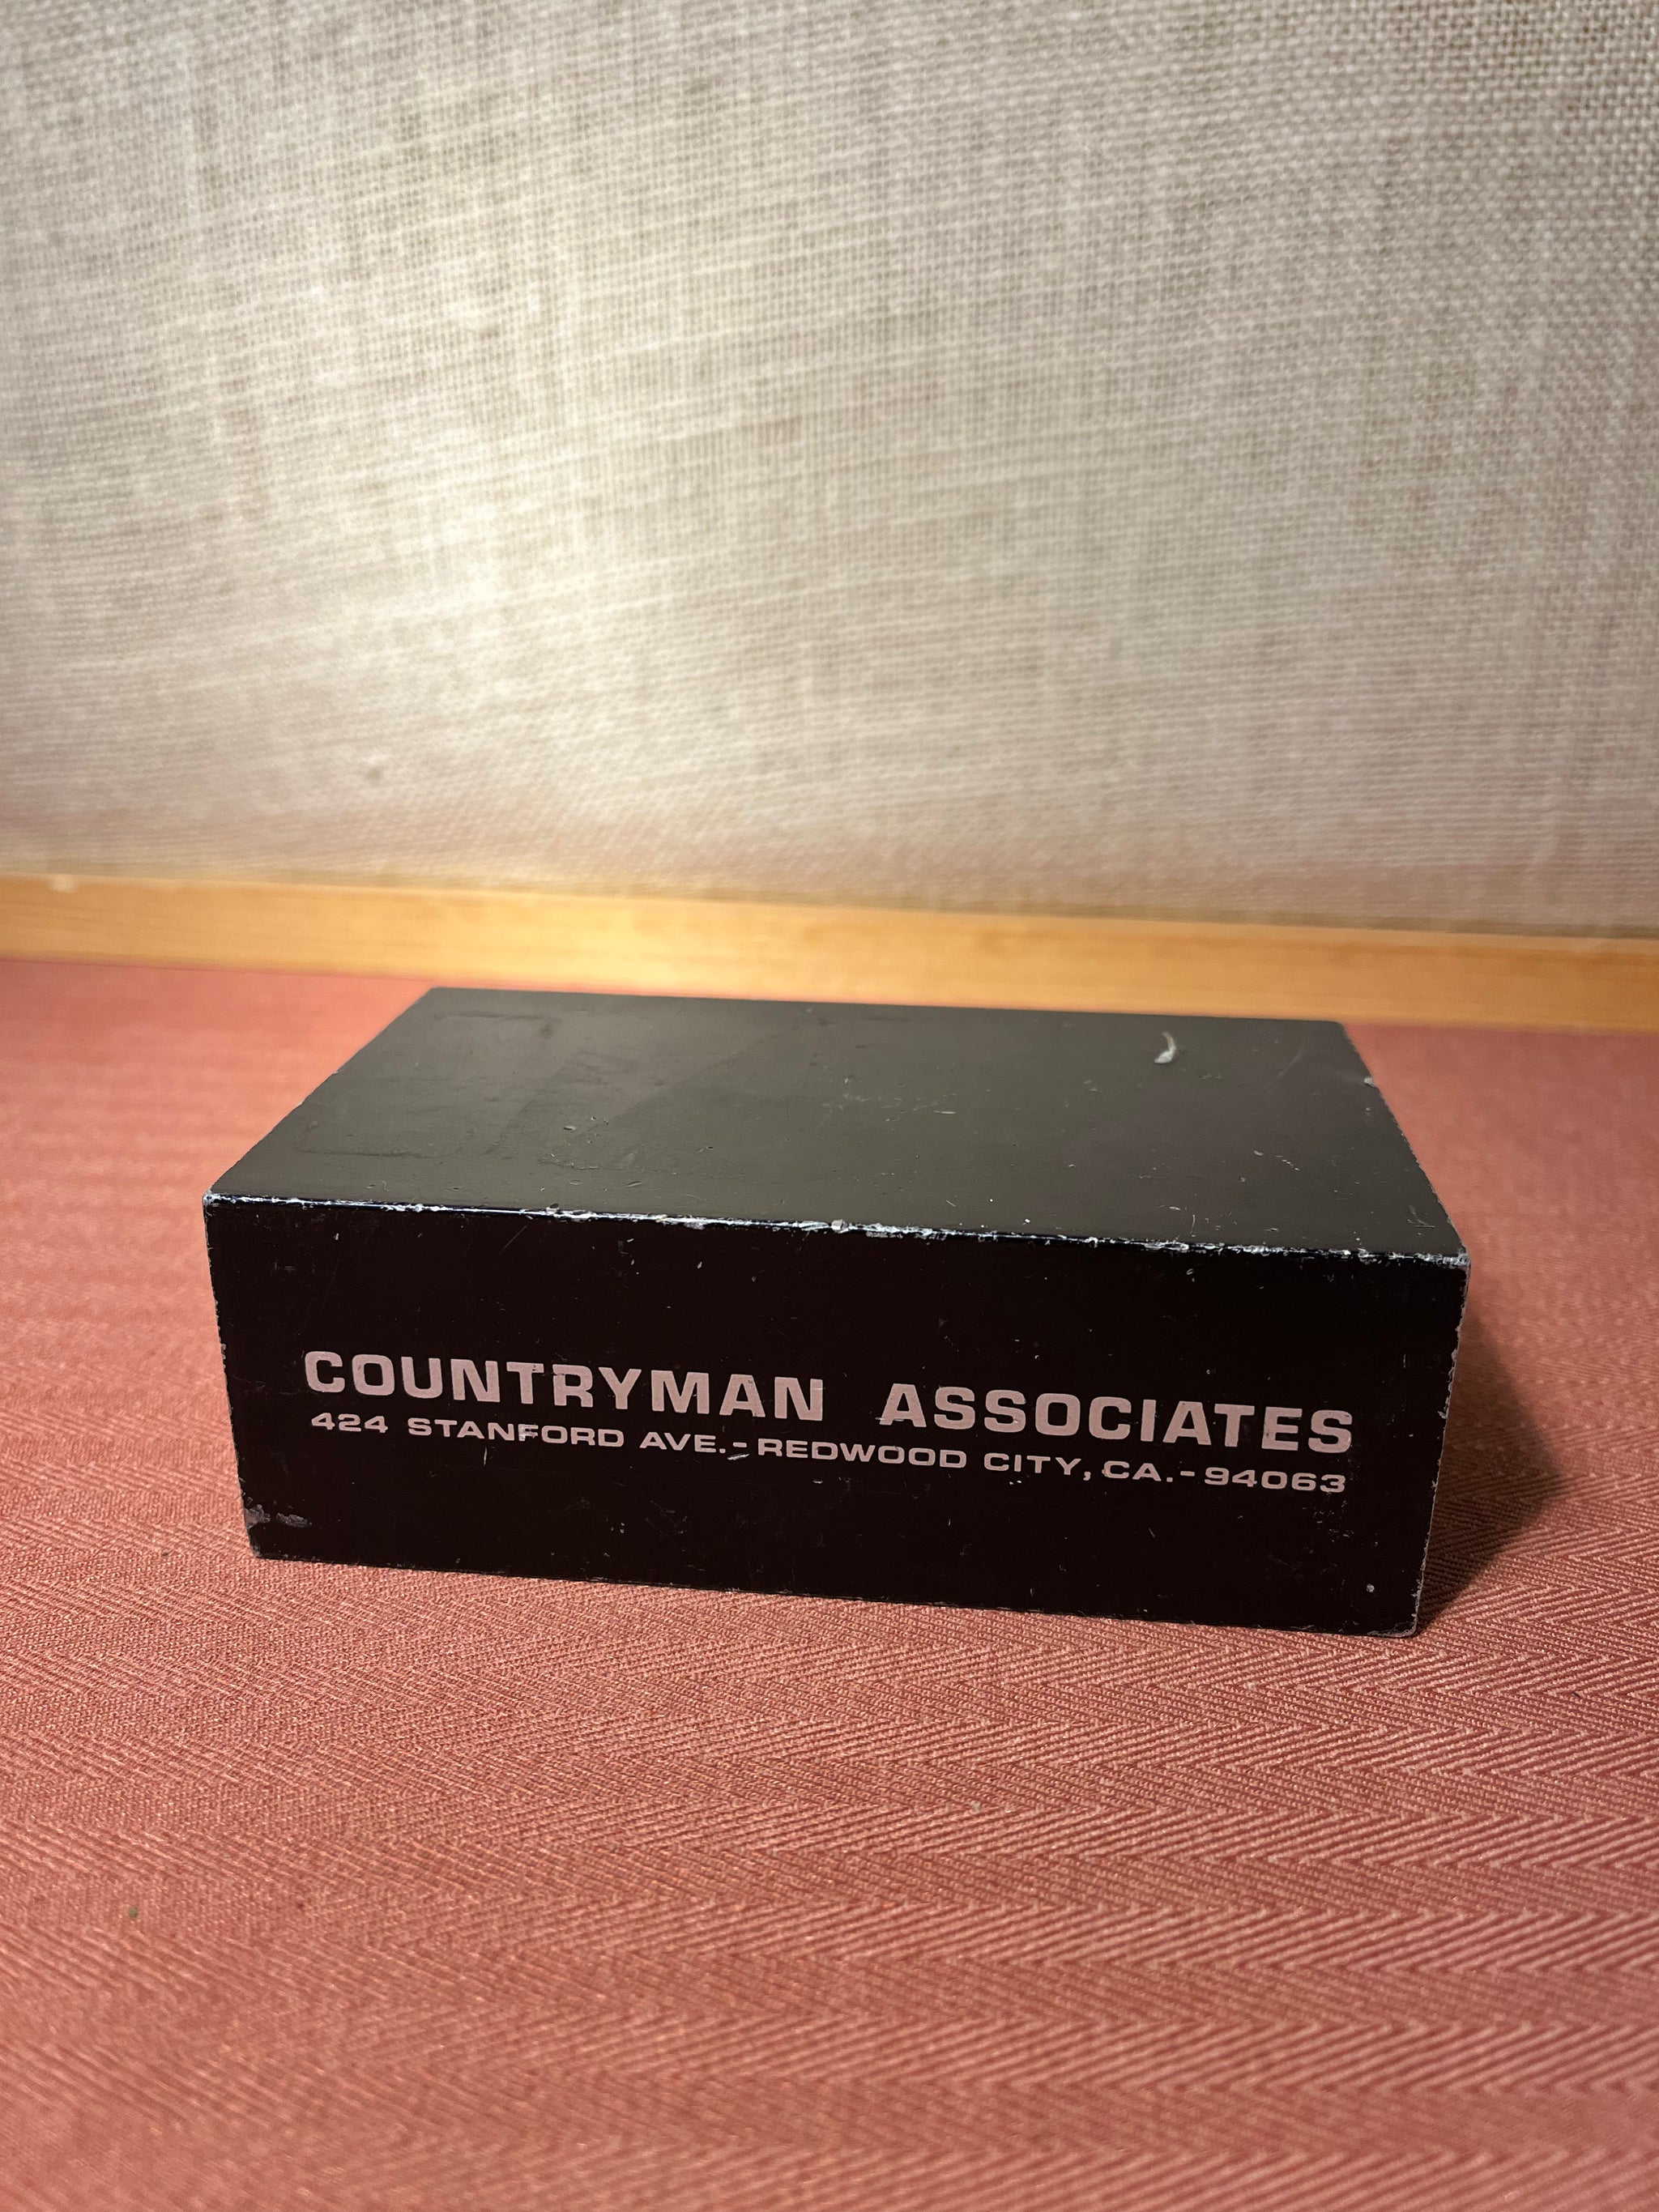 COUNTRYMAN ASSOCIATES
424 STANFORD AVE.-REDWOOD CITY, CA.-94063